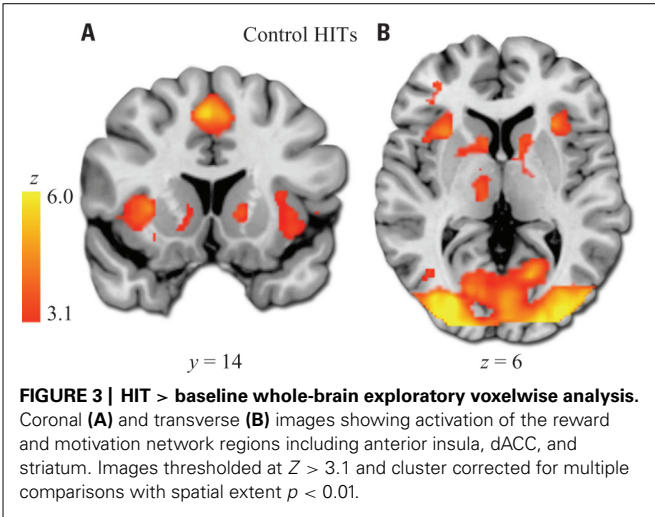 A
Control HITs
B
z
6.0
3.1
y = 14
z = 6
FIGURE 3 | HIT > baseline whole-brain exploratory voxelwise analysis.
Coronal (A) and transverse (B) images showing activation of the reward
and motivation network regions including anterior insula, dACC, and
striatum. Images thresholded at Z > 3.1 and cluster corrected for multiple
comparisons with spatial extent p < 0.01.